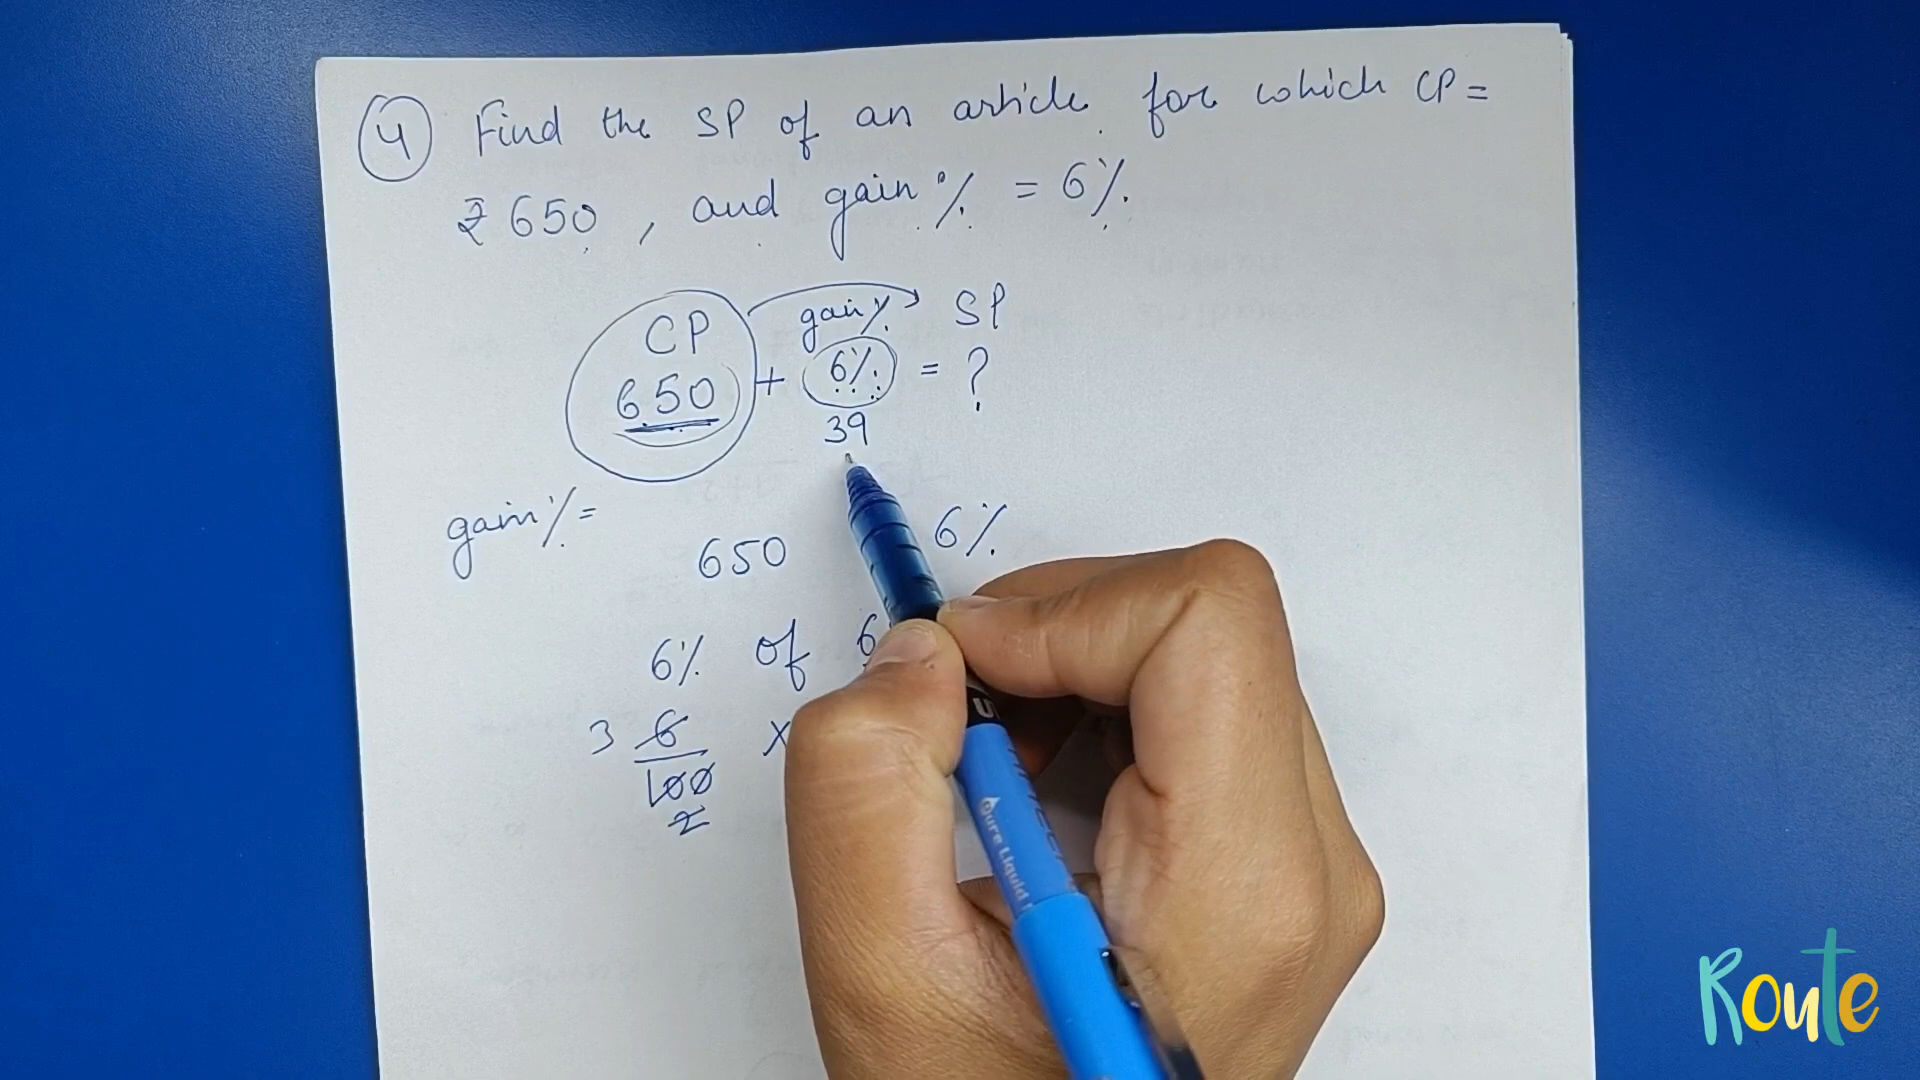 4 Find the SP of an article for which CP =
₹ 650, and gain % = 6%.
CP gain% SP
650 + 6% = ?
39
gain% =
650 6%
6% of
3 6 ×
100
2
Route